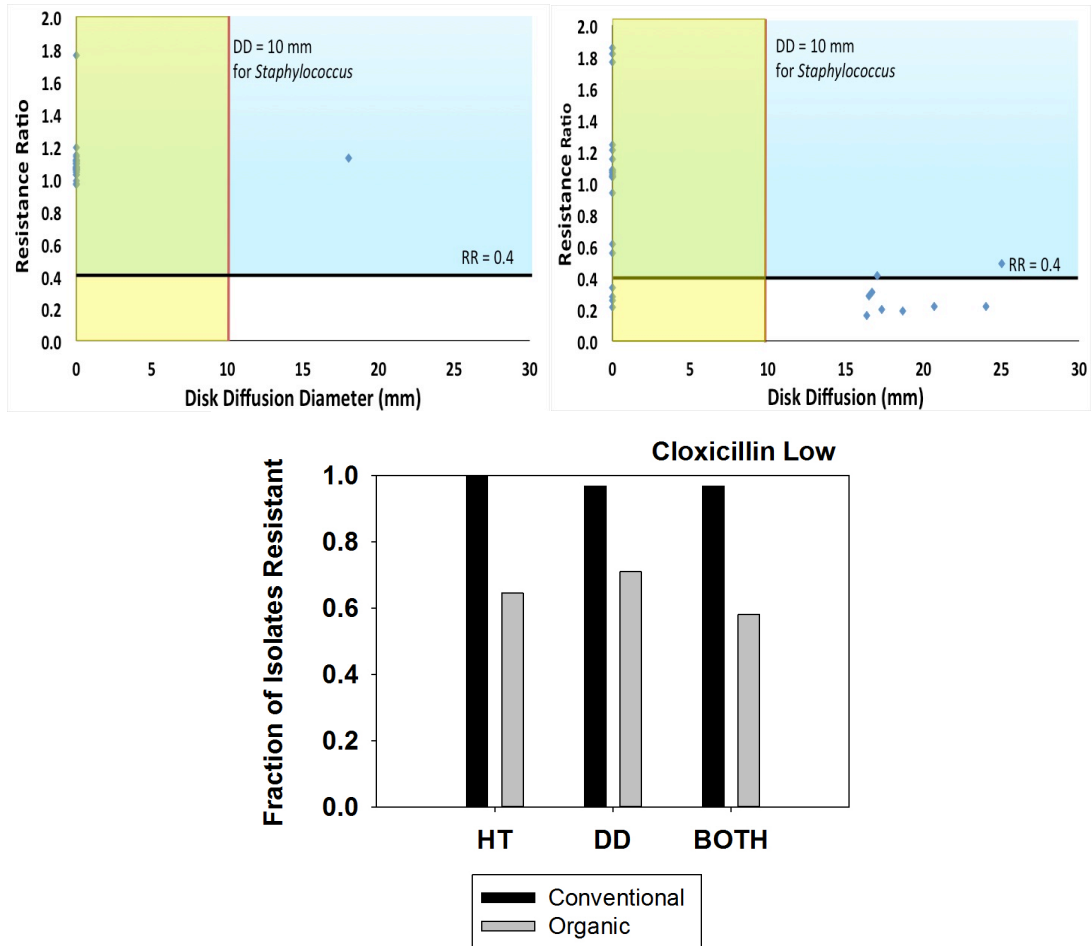 2.0
1.8
1.6
1.4
1.2
1.0
0.8
0.6
0.4
0.2
0.0
Resistance Ratio
DD = 10 mm
for Staphylococcus
RR = 0.4
0 5 10 15 20 25 30
Disk Diffusion Diameter (mm)
2.0
1.8
1.6
1.4
1.2
1.0
0.8
0.6
0.4
0.2
0.0
Resistance Ratio
DD = 10 mm
for Staphylococcus
RR = 0.4
0 5 10 15 20 25 30
Disk Diffusion (mm)
Cloxicillin Low
Fraction of Isolates Resistant
1.0
0.8
0.6
0.4
0.2
0.0
HT DD BOTH
Conventional
Organic